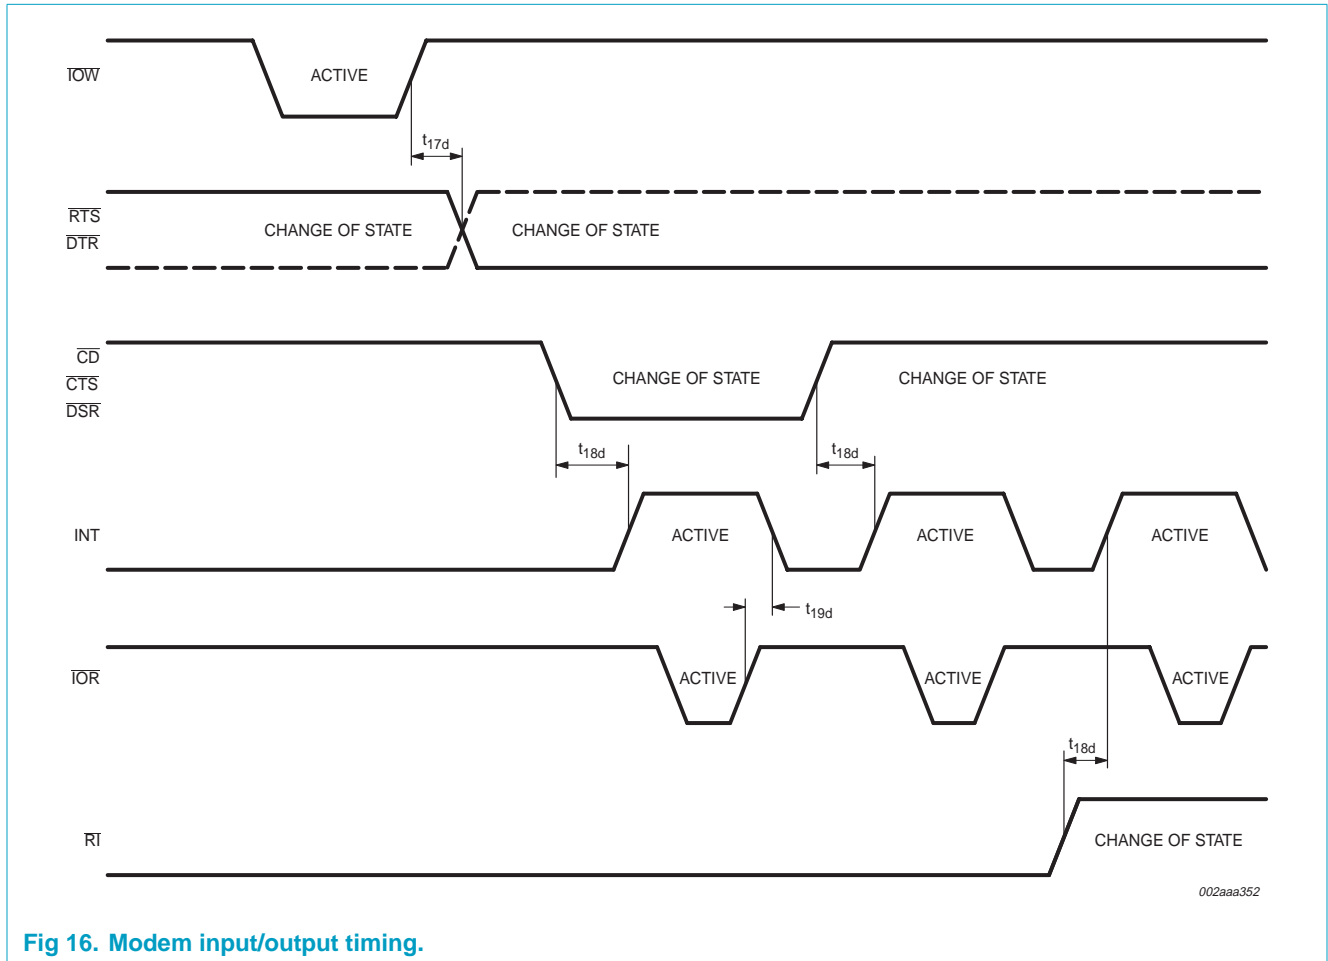 IOW
ACTIVE
t17d
RTS
DTR
CHANGE OF STATE
CHANGE OF STATE
CD
CTS
DSR
CHANGE OF STATE
CHANGE OF STATE
t18d
t18d
INT
ACTIVE
ACTIVE
ACTIVE
t19d
IOR
ACTIVE
ACTIVE
ACTIVE
t18d
RI
CHANGE OF STATE
002aaa352
Fig 16. Modem input/output timing.